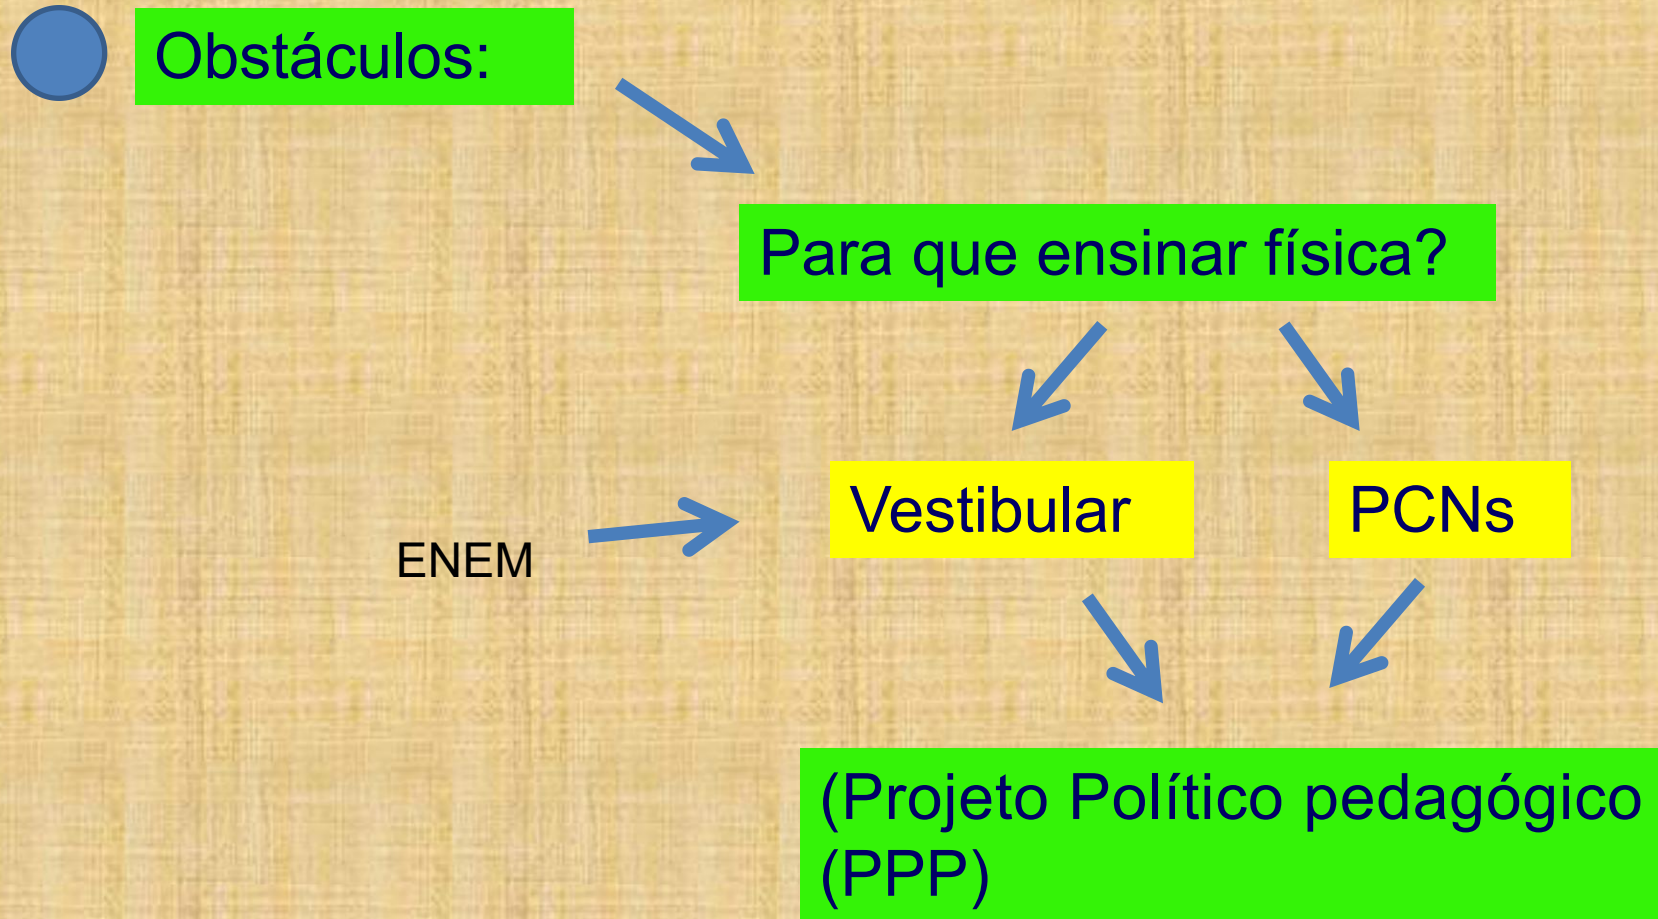 Obstáculos:
Para que ensinar física?
Vestibular
PCNs
ENEM
(Projeto Político pedagógico
(PPP)